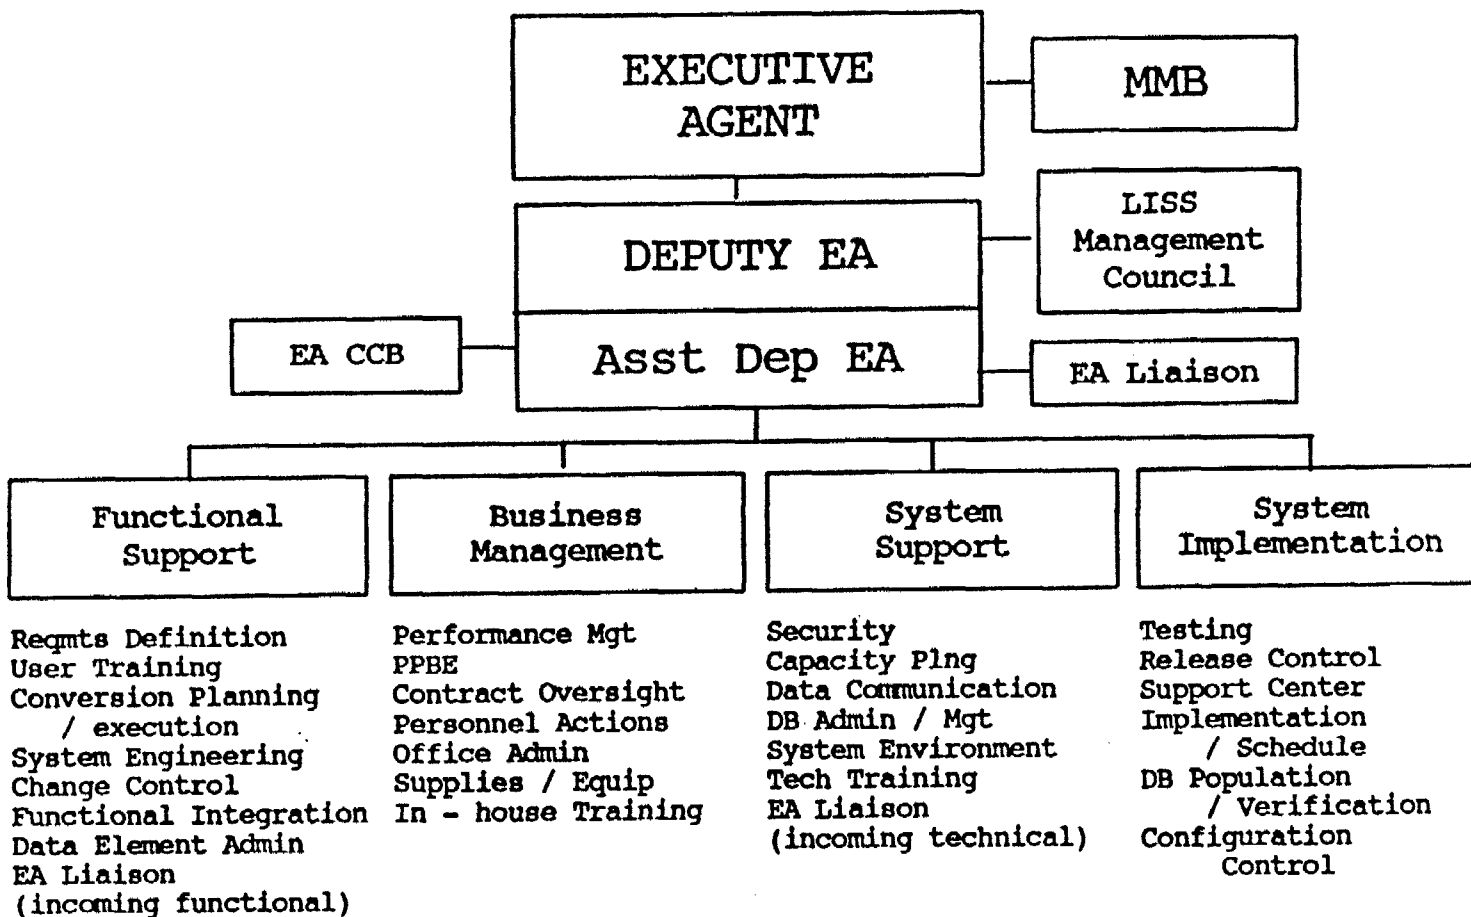 EXECUTIVE
AGENT
MMB
LISS
Management
Council
DEPUTY EA
EA CCB
Asst Dep EA
EA Liaison
Functional
Support
Business
Management
System
Support
System
Implementation
Reqmts Definition
User Training
Conversion Planning
/ execution
System Engineering
Change Control
Functional Integration
Data Element Admin
EA Liaison
(incoming functional)
Performance Mgt
PPBE
Contract Oversight
Personnel Actions
Office Admin
Supplies / Equip
In - house Training
Security
Capacity Plng
Data Communication
DB Admin / Mgt
System Environment
Tech Training
EA Liaison
(incoming technical)
Testing
Release Control
Support Center
Implementation
/ Schedule
DB Population
/ Verification
Configuration
Control